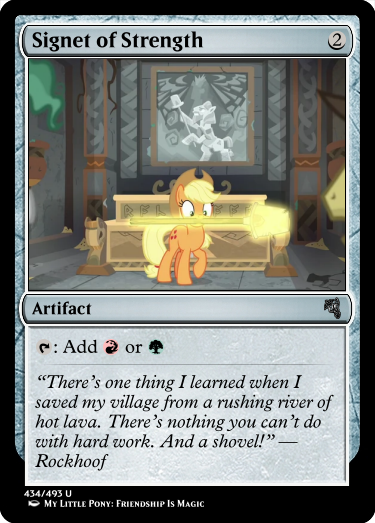 Signet of Strength 2
Artifact
: Add or
“There’s one thing I learned when I
saved my village from a rushing river of
hot lava. There’s nothing you can’t do
with hard work. And a shovel!” —
Rockhoof
434/493 U
My Little Pony: Friendship Is Magic